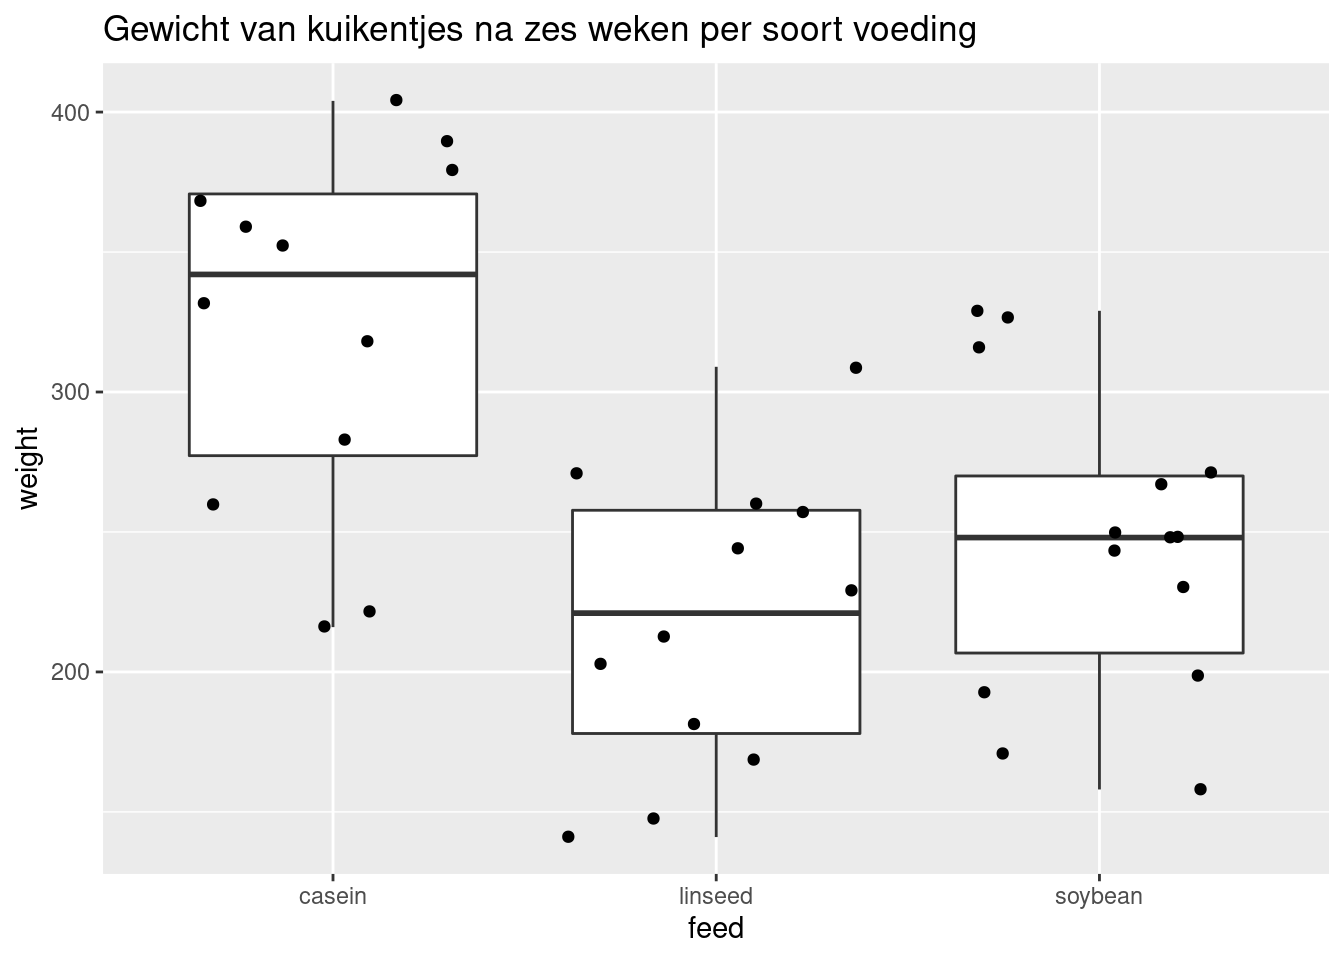 Gewicht van kuikentjes na zes weken per soort voeding
400
300
200
weight
casein linseed soybean
feed